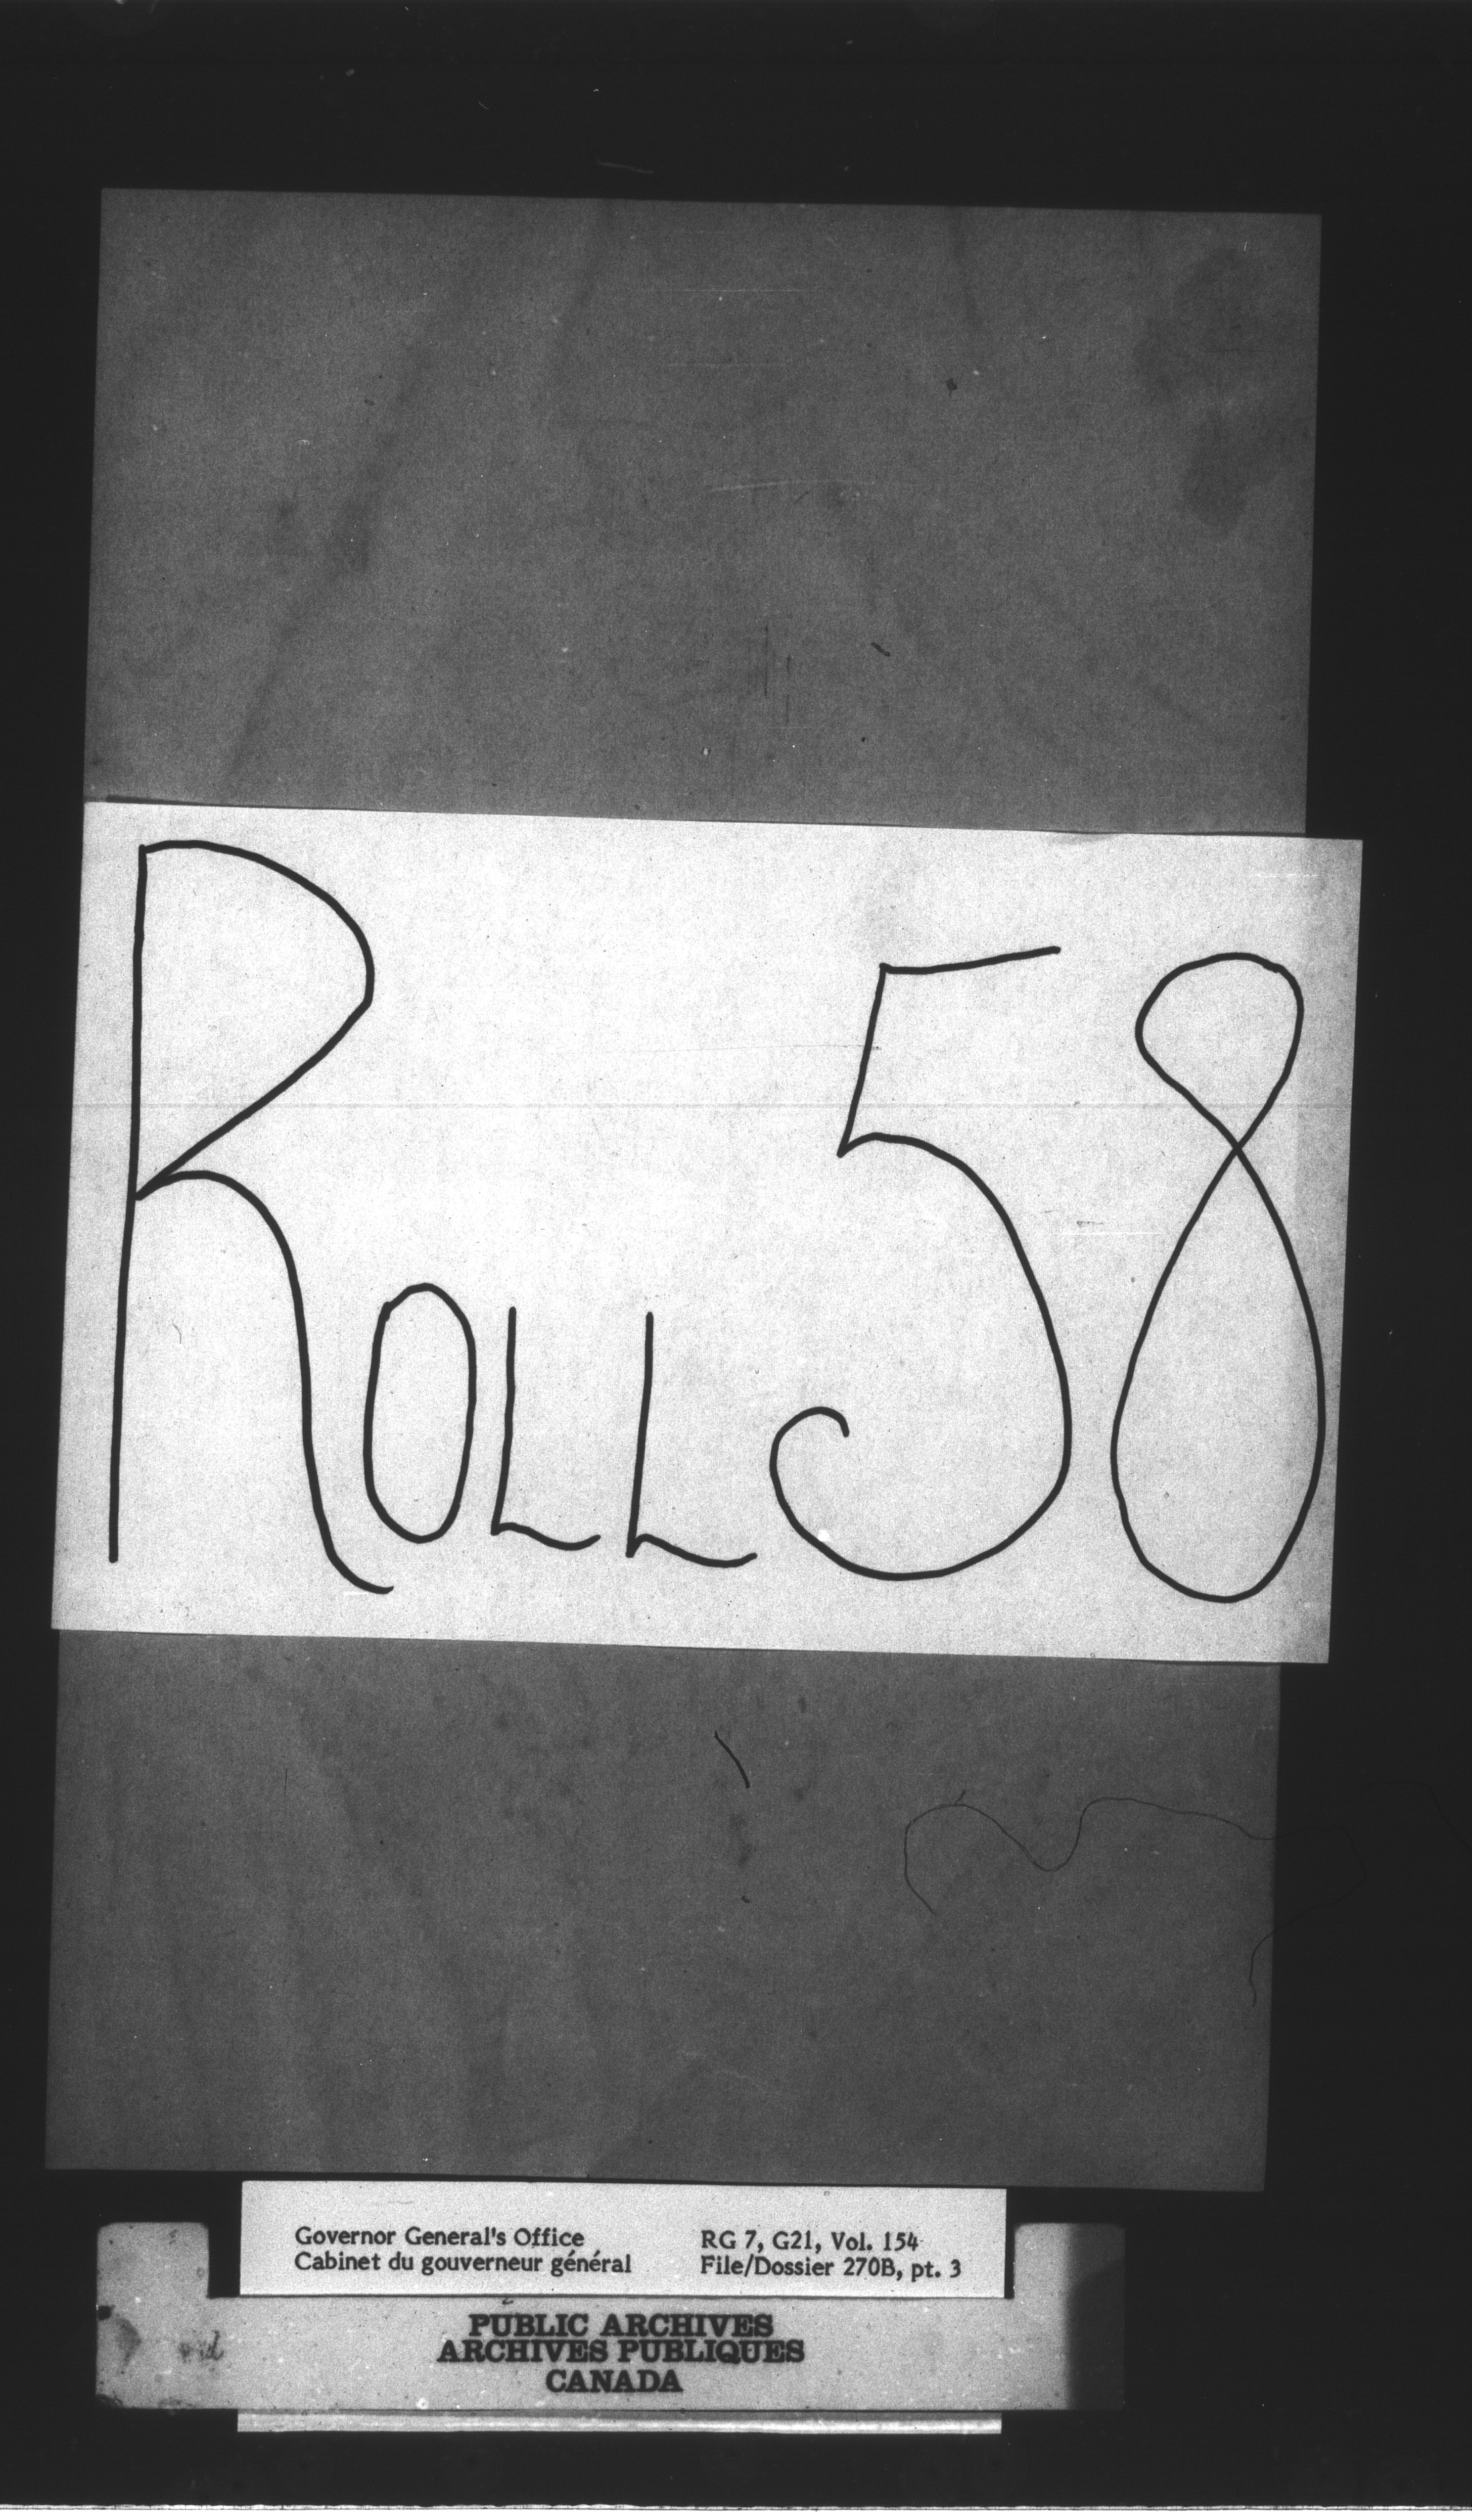 ROLL 58
Governor General's Office
Cabinet du gouverneur général
RG 7, G21, Vol. 154
File/Dossier 270B, pt. 3
PUBLIC ARCHIVES
ARCHIVES PUBLIQUES
CANADA